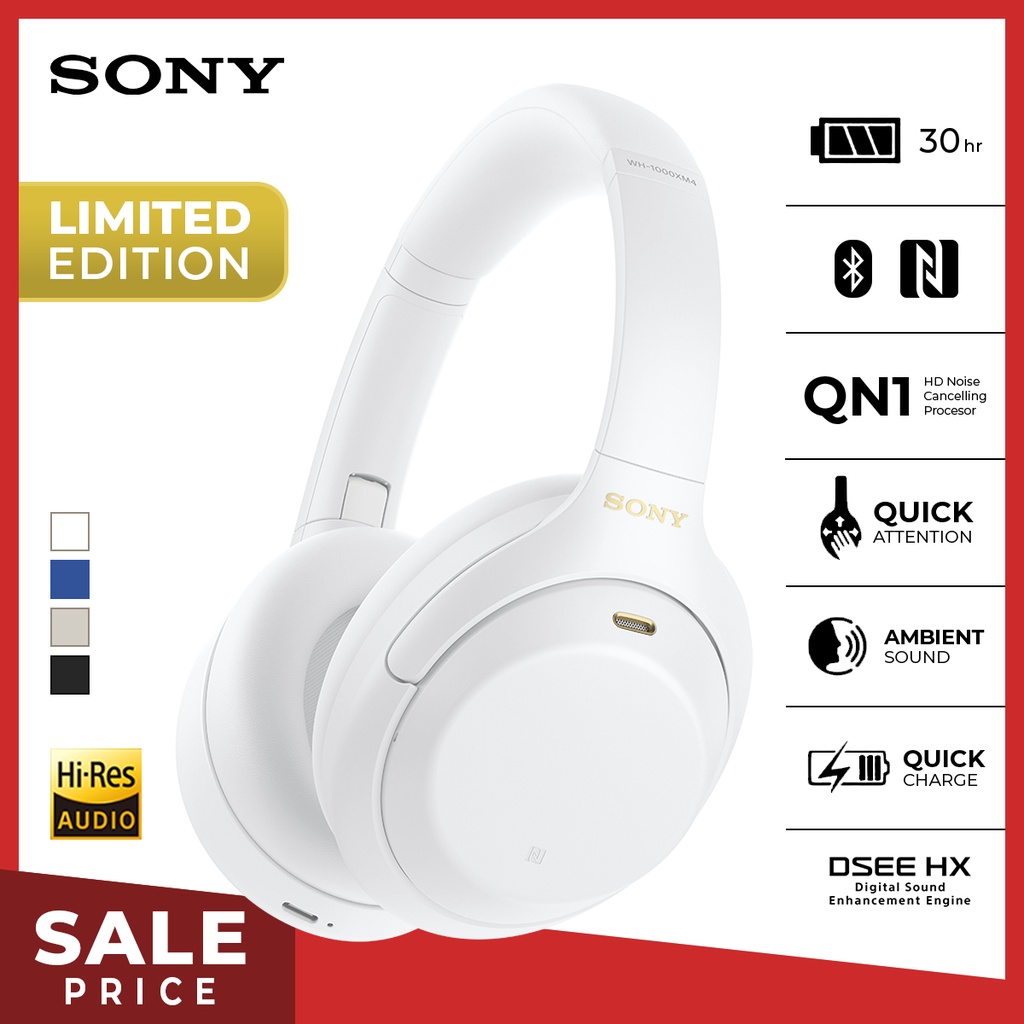 SONY
LIMITED
EDITION
WH-1000XM4
SONY
Hi-Res
AUDIO
SALE
PRICE
30 hr
QN1
HD Noise
Cancelling
Procesor
QUICK
ATTENTION
AMBIENT
SOUND
QUICK
CHARGE
DSEE HX
Digital Sound
Enhancement Engine